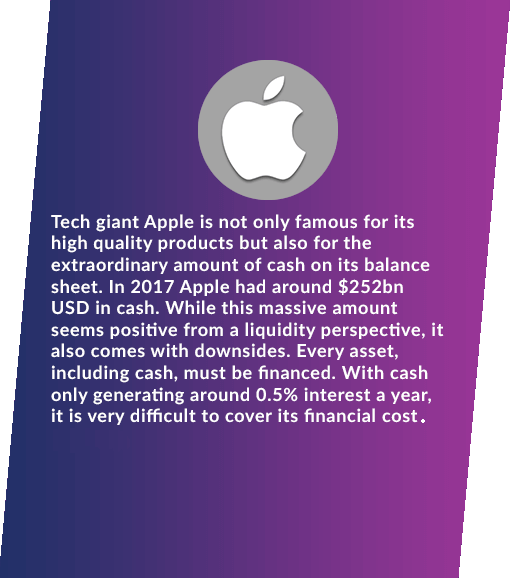 Tech giant Apple is not only famous for its
high quality products but also for the
extraordinary amount of cash on its balance
sheet. In 2017 Apple had around $252bn
USD in cash. While this massive amount
seems positive from a liquidity perspective, it
also comes with downsides. Every asset,
including cash, must be financed. With cash
only generating around 0.5% interest a year,
it is very difficult to cover its financial cost.